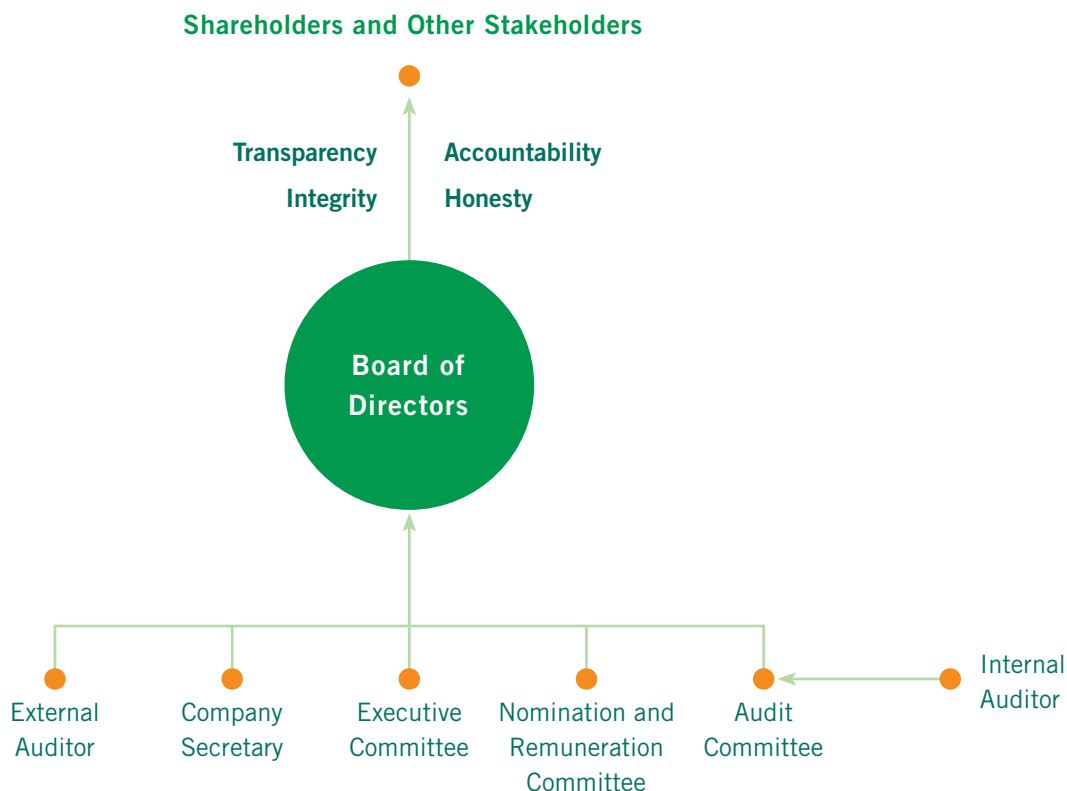 Shareholders and Other Stakeholders
Transparency
Accountability
Integrity
Honesty
Board of
Directors
External
Auditor
Company
Secretary
Executive
Committee
Nomination and
Remuneration
Committee
Audit
Committee
Internal
Auditor